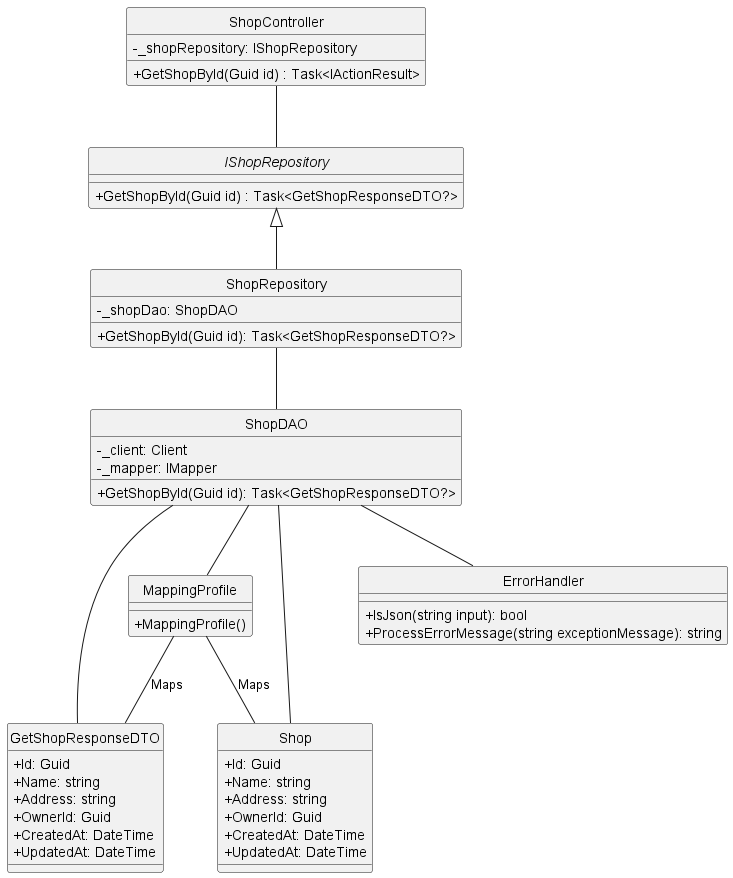 ShopController
-_shopRepository: IShopRepository
+GetShopById(Guid id) : Task<IActionResult>
IShopRepository
+GetShopById(Guid id) : Task<GetShopResponseDTO?>
ShopRepository
-_shopDao: ShopDAO
+GetShopById(Guid id): Task<GetShopResponseDTO?>
ShopDAO
-_client: Client
-_mapper: IMapper
+GetShopById(Guid id): Task<GetShopResponseDTO?>
MappingProfile
+MappingProfile()
ErrorHandler
+IsJson(string input): bool
+ProcessErrorMessage(string exceptionMessage): string
Maps
Maps
GetShopResponseDTO
+Id: Guid
+Name: string
+Address: string
+OwnerId: Guid
+CreatedAt: DateTime
+UpdatedAt: DateTime
Shop
+Id: Guid
+Name: string
+Address: string
+OwnerId: Guid
+CreatedAt: DateTime
+UpdatedAt: DateTime